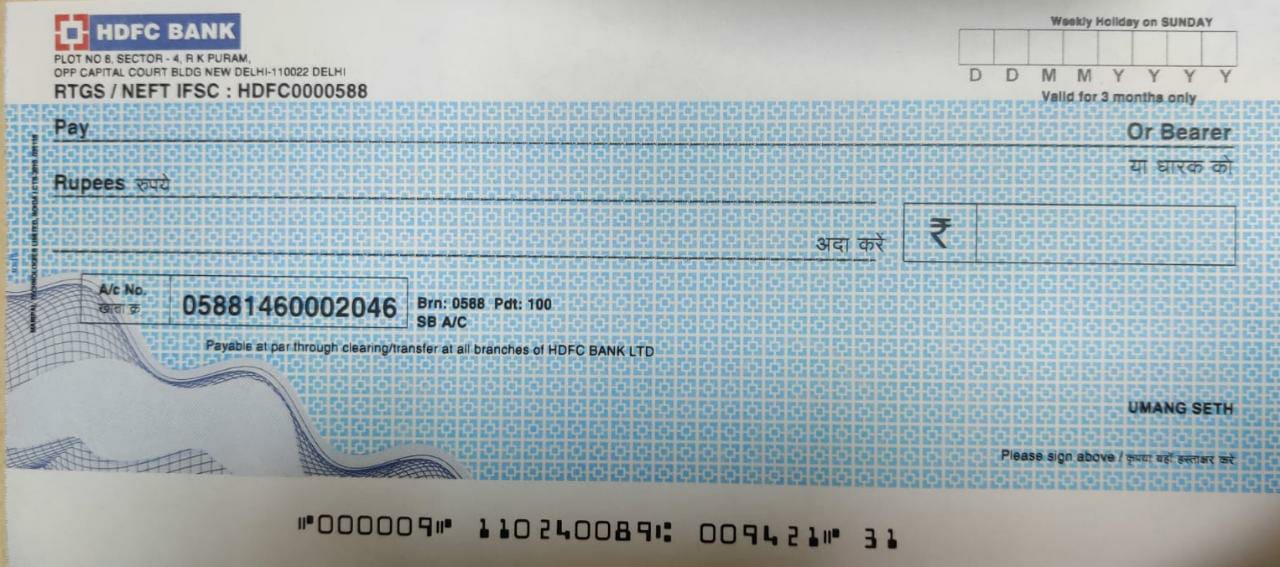 HDFC BANK
PLOT NO 8, SECTOR - 4, R K PURAM,
OPP CAPITAL COURT BLDG NEW DELHI-110022 DELHI
RTGS / NEFT IFSC : HDFC0000588
Weekly Holiday on SUNDAY
D D M M Y Y Y Y
Valid for 3 months only
Pay
Or Bearer
या धारक को
Rupees रुपये
अदा करें
₹
A/c No.
खाता क्र
05881460002046
Brn: 0588 Pdt: 100
SB A/C
Payable at par through clearing/transfer at all branches of HDFC BANK LTD
UMANG SETH
Please sign above / कृपया यहाँ हस्ताक्षर करें
⑈000009⑈ 110240089⑆ 009421⑈ 31